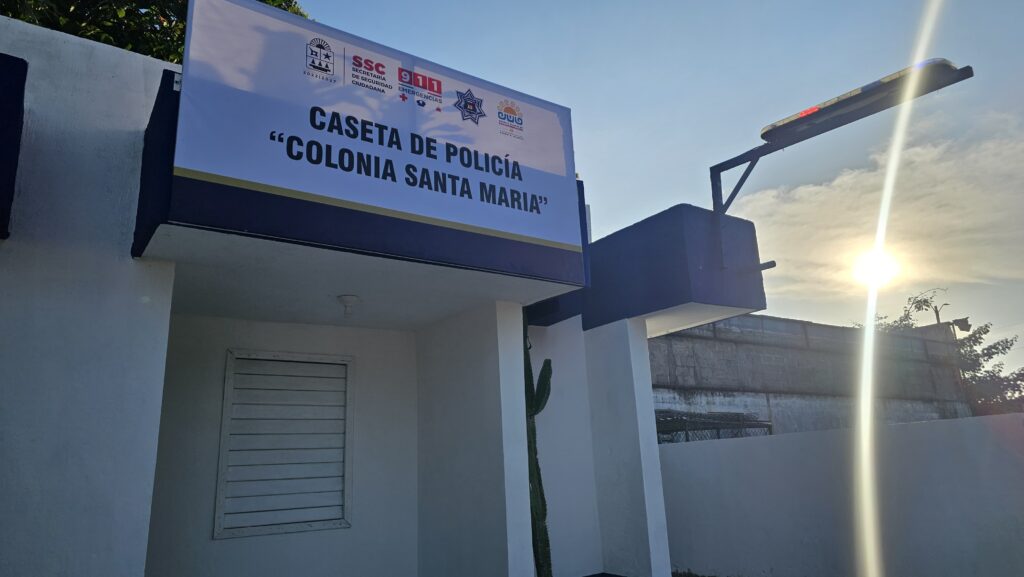 SSC
SECRETARÍA
DE SEGURIDAD
CIUDADANA
911
EMERGENCIAS
CASETA DE POLICÍA
“COLONIA SANTA MARIA”